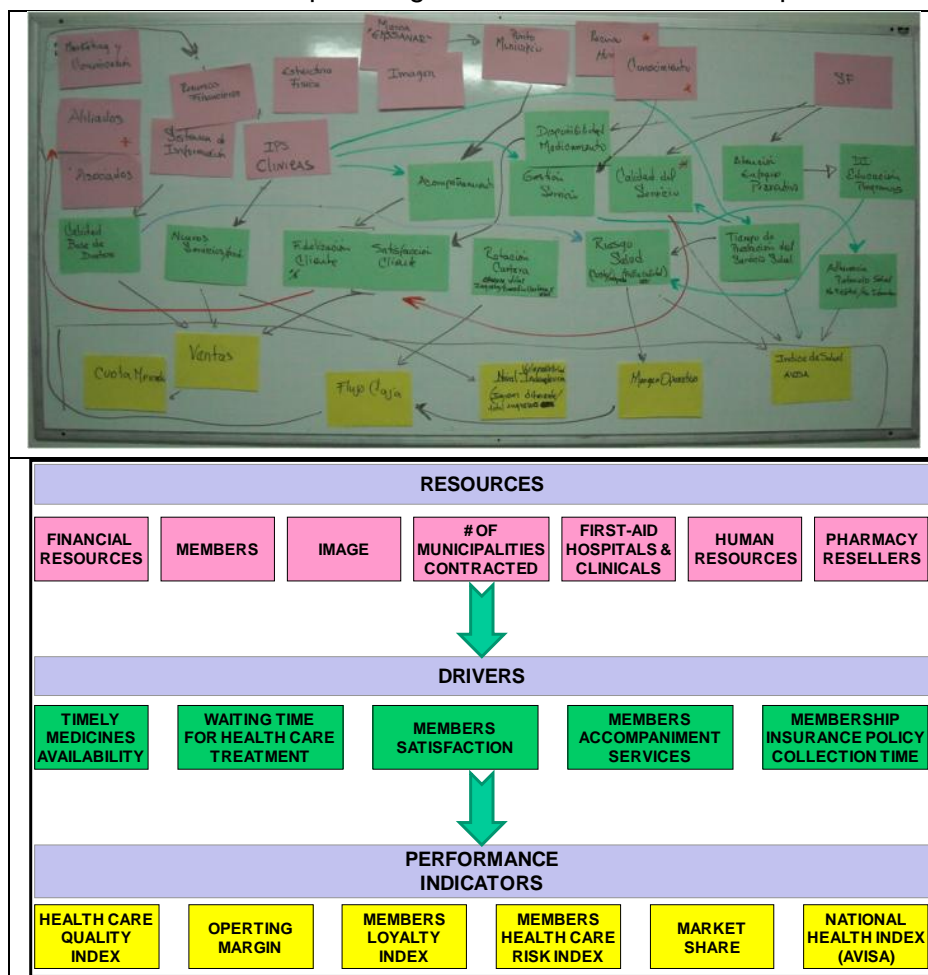 Marketing y
Comunicación
Recursos
Financieros
Estructura
Física
Marca
"EMSSANAR"
Imagen
Punto
Municipio
Conocimiento
SF
Afiliados
Asociados
Sistemas de
Información
IPS
CLINICAS
Disponibilidad
Medicamento
Acompañamiento
Gestión
Servicio
Calidad del
Servicio
Atención
Enfoque
Preventivo
Educación
Programas
Calidad
Base de
Nuevos
Fidelización
Cliente
Satisfacción
Cliente
Rotación
Cartera
Riesgo
Salud
Tiempo de
Prestación del
Servicio Salud
Cuota Mercado
Ventas
Flujo Caja
Margen Operativo
Indice de Salud
AVISA
RESOURCES
FINANCIAL
RESOURCES
MEMBERS
IMAGE
# OF
MUNICIPALITIES
CONTRACTED
FIRST-AID
HOSPITALS &
CLINICALS
HUMAN
RESOURCES
PHARMACY
RESELLERS
DRIVERS
TIMELY
MEDICINES
AVAILABILITY
WAITING TIME
FOR HEALTH CARE
TREATMENT
MEMBERS
SATISFACTION
MEMBERS
ACCOMPANIMENT
SERVICES
MEMBERSHIP
INSURANCE POLICY
COLLECTION TIME
PERFORMANCE
INDICATORS
HEALTH CARE
QUALITY
INDEX
OPERTING
MARGIN
MEMBERS
LOYALTY
INDEX
MEMBERS
HEALTH CARE
RISK INDEX
MARKET
SHARE
NATIONAL
HEALTH INDEX
(AVISA)